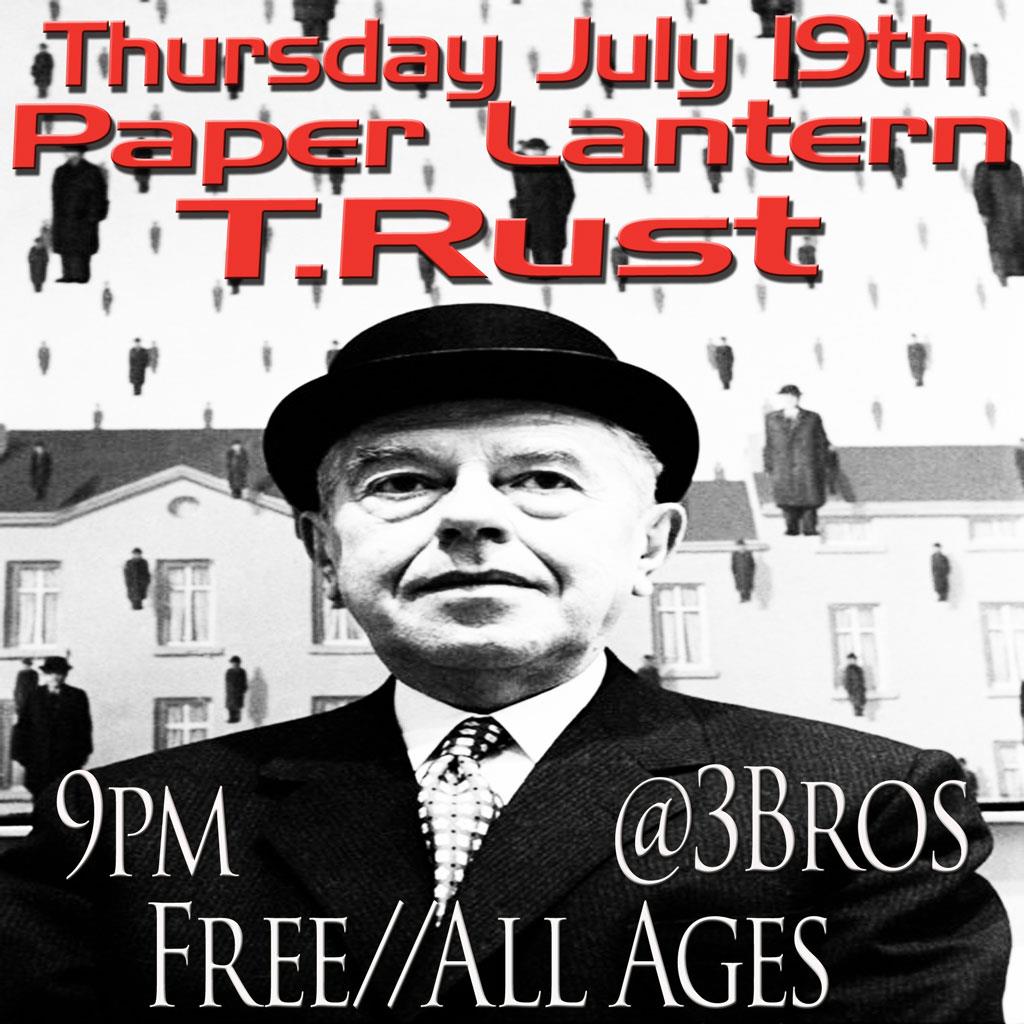 Thursday July 19th
Paper Lantern
T.Rust
9pm @3Bros
Free//All Ages